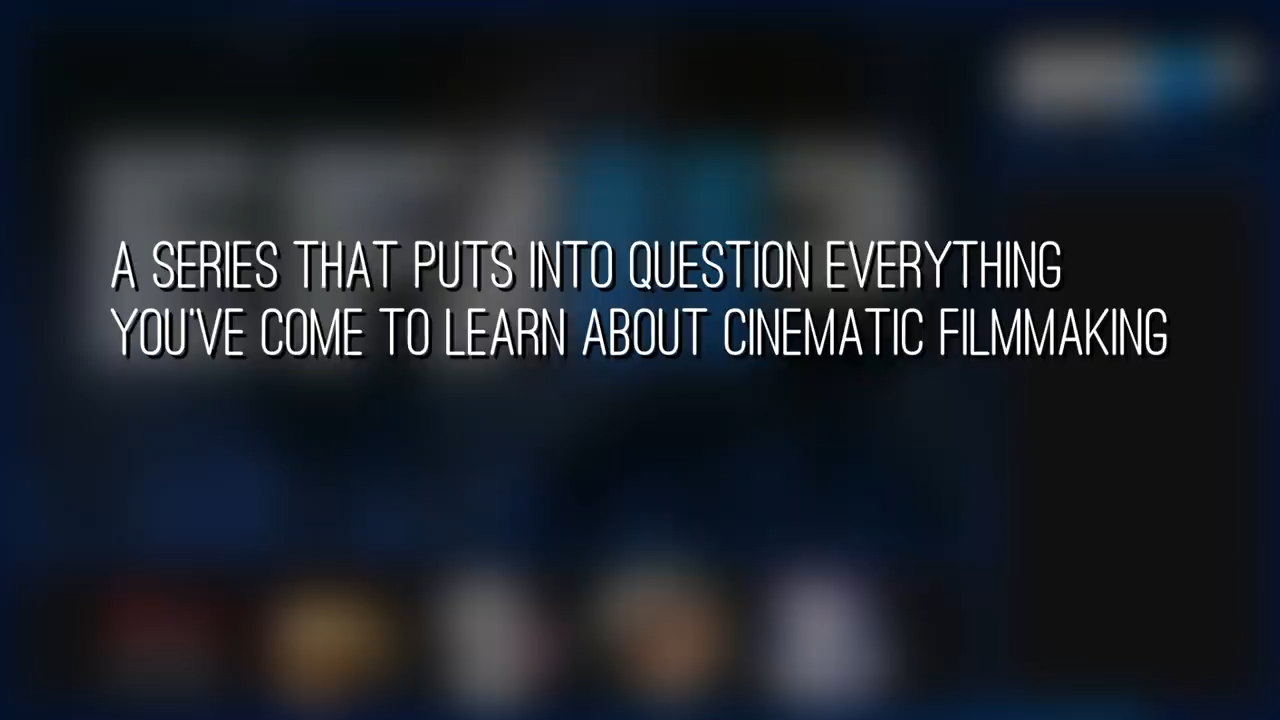 A SERIES THAT PUTS INTO QUESTION EVERYTHING
YOU'VE COME TO LEARN ABOUT CINEMATIC FILMMAKING